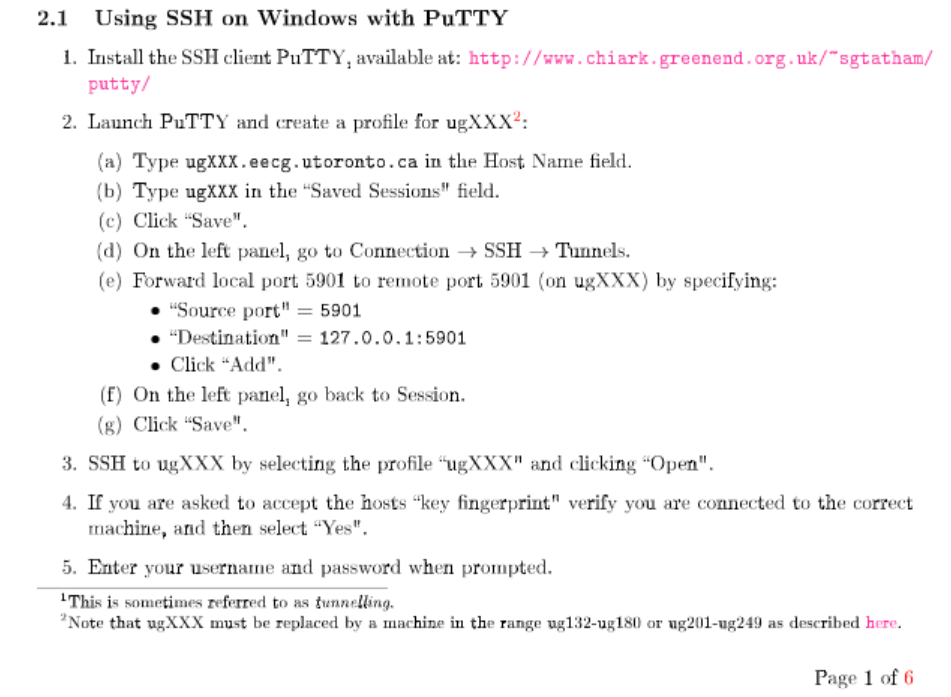 2.1 Using SSH on Windows with PuTTY
1. Install the SSH client PuTTY, available at: http://www.chiark.greenend.org.uk/~sgtatham/
putty/
2. Launch PuTTY and create a profile for ugXXX²:
(a) Type ugXXX.eecg.utoronto.ca in the Host Name field.
(b) Type ugXXX in the “Saved Sessions" field.
(c) Click “Save".
(d) On the left panel, go to Connection → SSH → Tunnels.
(e) Forward local port 5901 to remote port 5901 (on ugXXX) by specifying:
• “Source port" = 5901
• “Destination" = 127.0.0.1:5901
• Click “Add".
(f) On the left panel, go back to Session.
(g) Click “Save".
3. SSH to ugXXX by selecting the profile “ugXXX" and clicking “Open".
4. If you are asked to accept the hosts “key fingerprint" verify you are connected to the correct
machine, and then select “Yes".
5. Enter your username and password when prompted.
¹This is sometimes referred to as tunnelling.
²Note that ugXXX must be replaced by a machine in the range ug132-ug180 or ug201-ug249 as described here.
Page 1 of 6